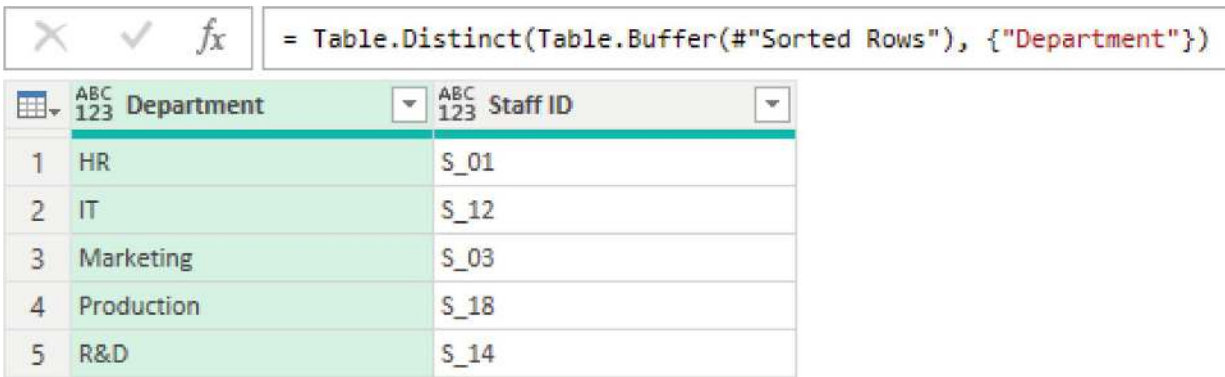 fx = Table.Distinct(Table.Buffer(#"Sorted Rows"), {"Department"})
ABC 123 Department ABC 123 Staff ID
1 HR S_01
2 IT S_12
3 Marketing S_03
4 Production S_18
5 R&D S_14